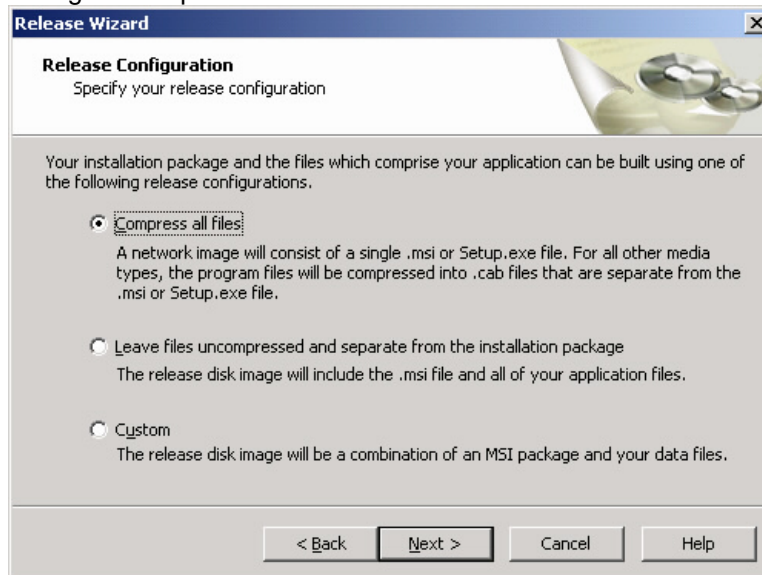 Release Wizard
Release Configuration
Specify your release configuration
Your installation package and the files which comprise your application can be built using one of
the following release configurations.
Compress all files
A network image will consist of a single .msi or Setup.exe file. For all other media
types, the program files will be compressed into .cab files that are separate from the
.msi or Setup.exe file.
Leave files uncompressed and separate from the installation package
The release disk image will include the .msi file and all of your application files.
Custom
The release disk image will be a combination of an MSI package and your data files.
< Back Next > Cancel Help